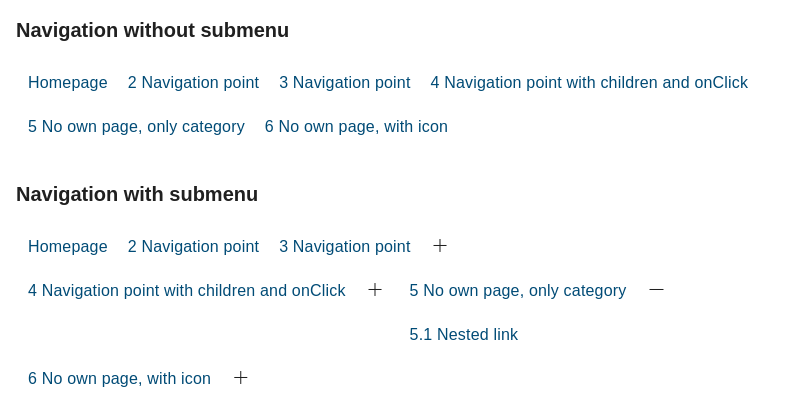 Navigation without submenu
Homepage 2 Navigation point 3 Navigation point 4 Navigation point with children and onClick
5 No own page, only category 6 No own page, with icon
Navigation with submenu
Homepage 2 Navigation point 3 Navigation point +
4 Navigation point with children and onClick + 5 No own page, only category —
5.1 Nested link
6 No own page, with icon +